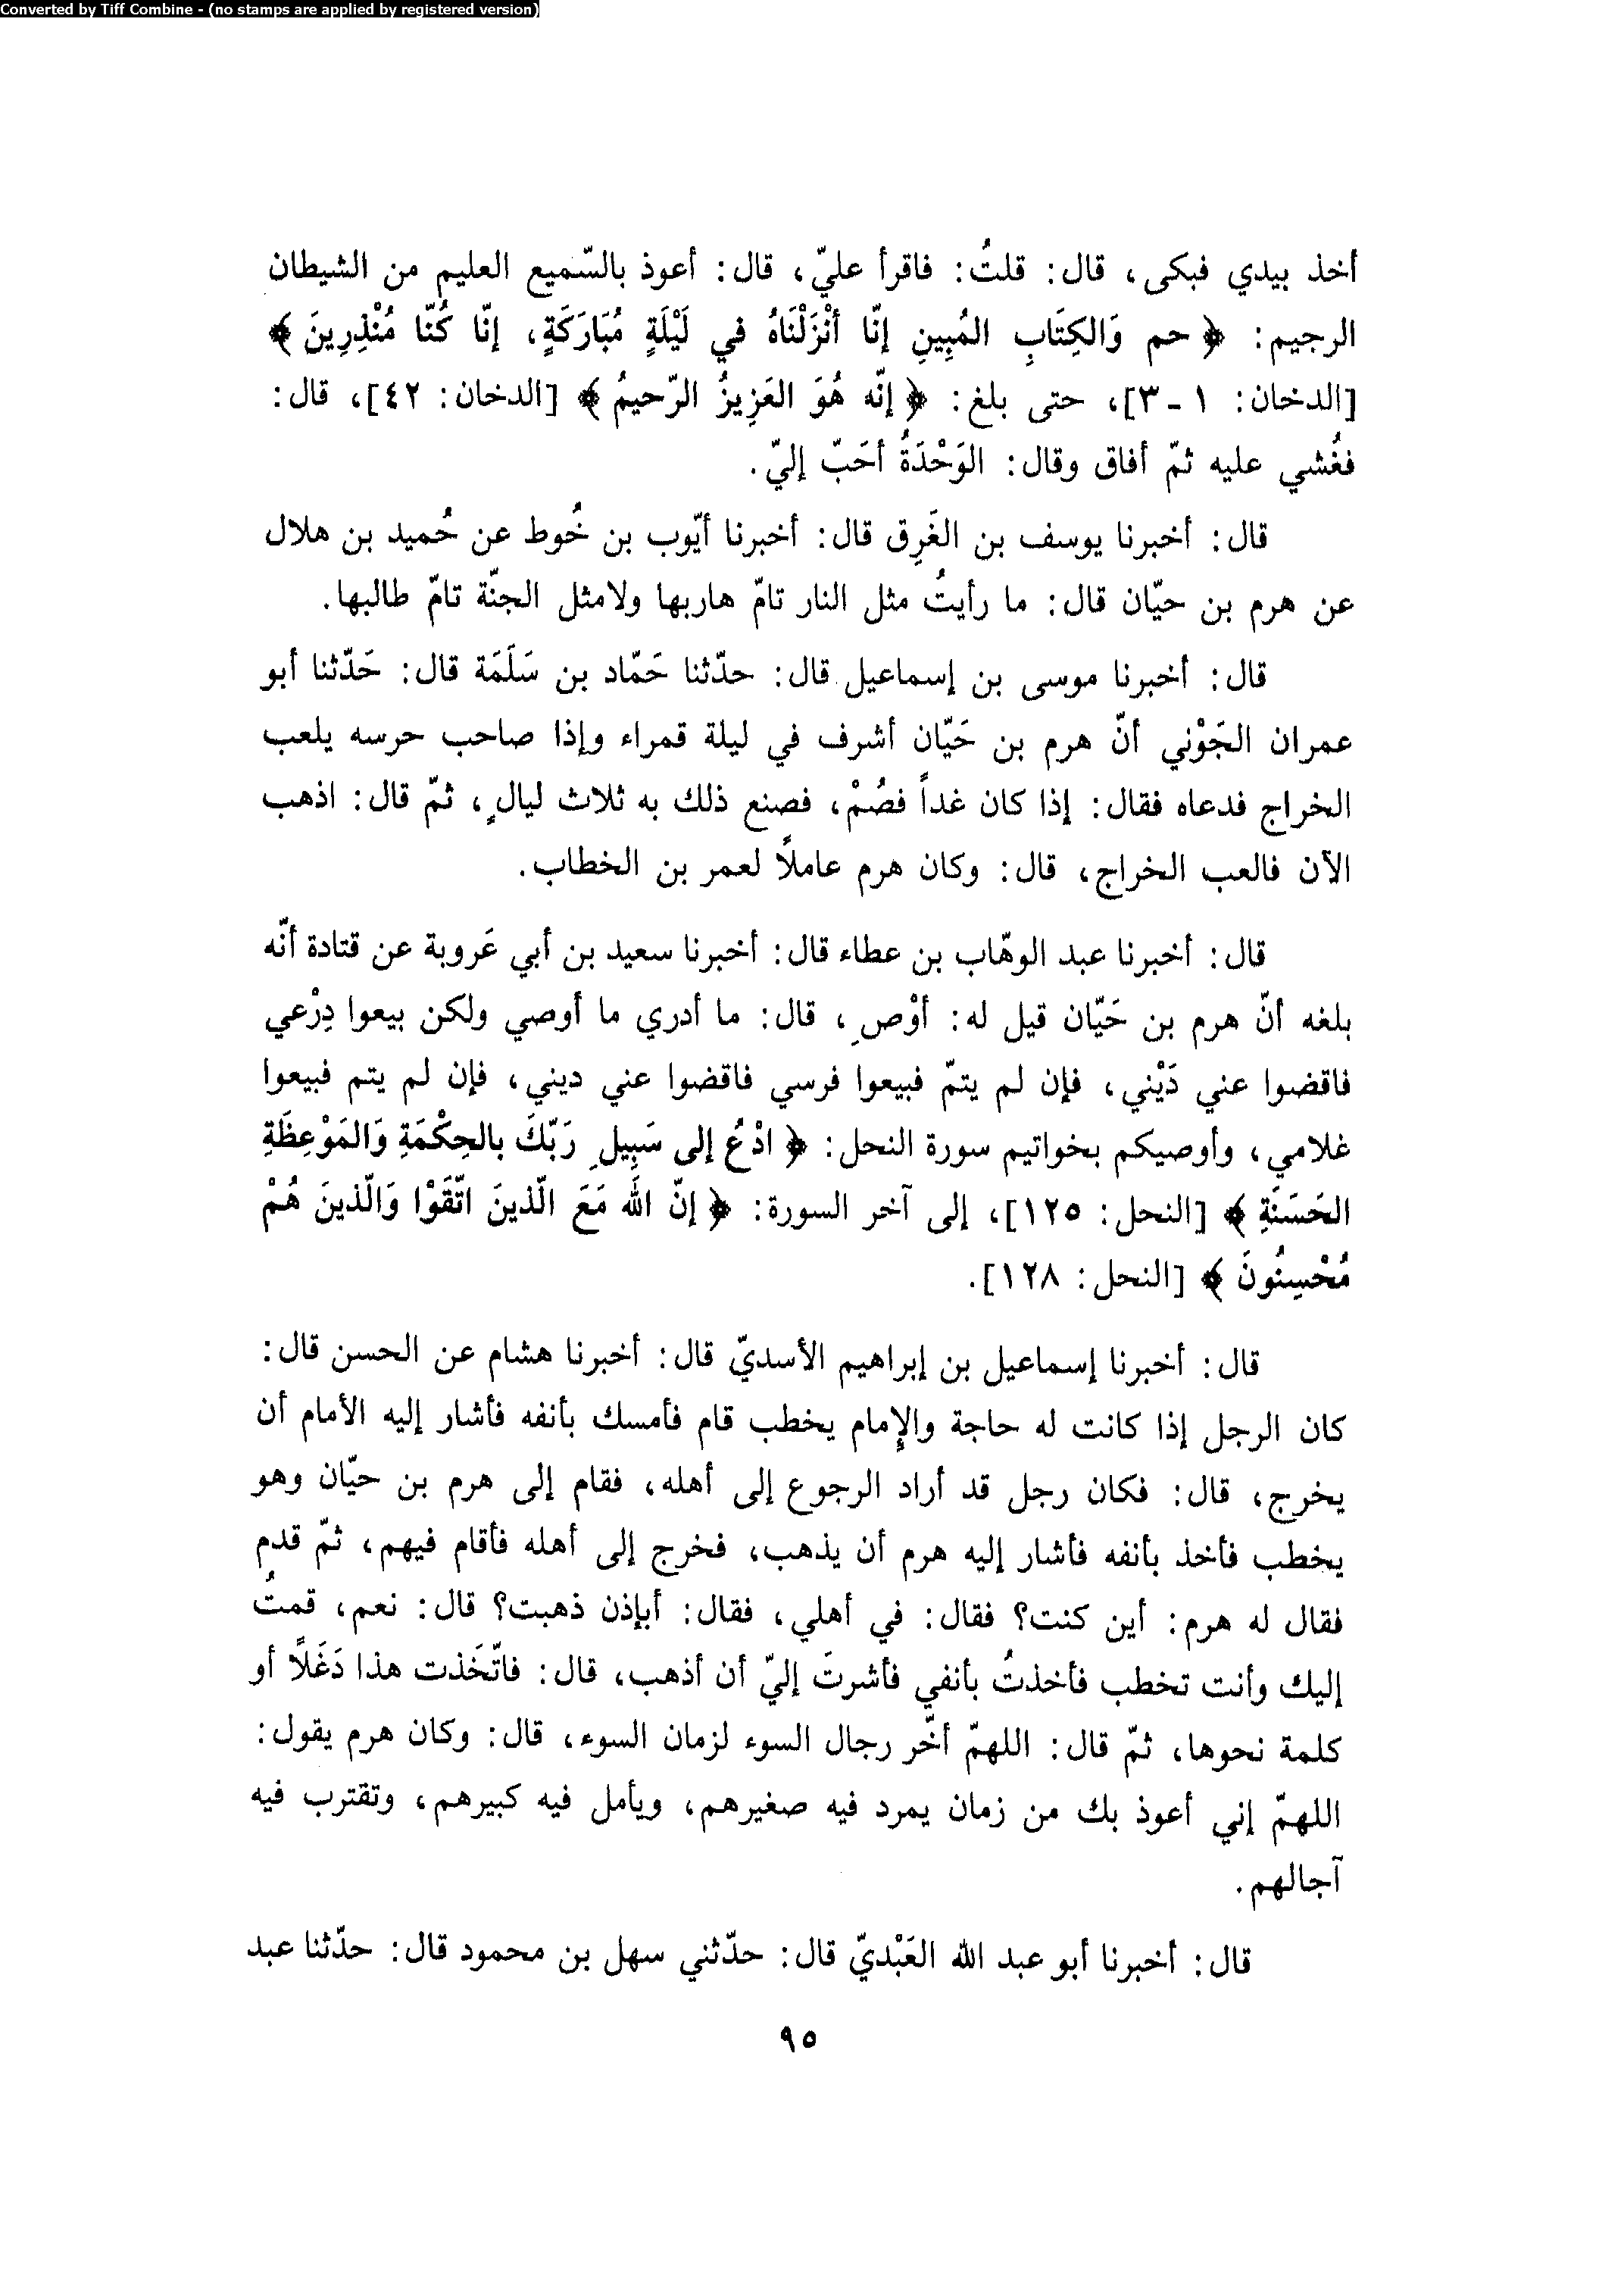 Converted by Tiff Combine - (no stamps are applied by registered version)
أخذ بيدي فبكى، قال: قلتُ: فاقرأ عليّ، قال: أعوذ بالسّميع العليم من الشيطان
الرجيم: ﴿ حم وَالكِتَابِ المُبِينِ إنّا أنْزَلْنَاهُ في لَيْلَةٍ مُبَارَكَةٍ، إنّا كُنّا مُنْذِرِينَ ﴾
[الدخان: ١ - ٣]، حتى بلغ: ﴿ إنّه هُوَ العَزِيزُ الرّحيمُ ﴾ [الدخان: ٤٢]، قال:
فغُشي عليه ثمّ أفاق وقال: الوَحْدَةُ أحَبّ إليّ.
قال: أخبرنا يوسف بن الغَرِق قال: أخبرنا أيّوب بن خُوط عن حُميد بن هلال
عن هرم بن حيّان قال: ما رأيتُ مثل النار تامّ هاربها ولامثل الجنّة تامّ طالبها.
قال: أخبرنا موسى بن إسماعيل قال: حدّثنا حَمّاد بن سَلَمَة قال: حَدّثنا أبو
عمران الجَوْني أنّ هرم بن حَيّان أشرف في ليلة قمراء وإذا صاحب حرسه يلعب
الخراج فدعاه فقال: إذا كان غداً فصُمْ، فصنع ذلك به ثلاث ليالٍ، ثمّ قال: اذهب
الآن فالعب الخراج، قال: وكان هرم عاملاً لعمر بن الخطاب.
قال: أخبرنا عبد الوهّاب بن عطاء قال: أخبرنا سعيد بن أبي عَروبة عن قتادة أنّه
بلغه أنّ هرم بن حَيّان قيل له: أوْصِ، قال: ما أدري ما أوصي ولكن بيعوا دِرْعي
فاقضوا عني دَيْني، فإن لم يتمّ فبيعوا فرسي فاقضوا عني ديني، فإن لم يتم فبيعوا
غلامي، وأوصيكم بخواتيم سورة النحل: ﴿ ادْعُ إلى سَبِيلِ رَبّكَ بالحِكْمَةِ وَالمَوْعِظَةِ
الحَسَنَةِ ﴾ [النحل: ١٢٥]، إلى آخر السورة: ﴿ إنّ الله مَعَ الّذينَ اتّقَوْا وَالّذينَ هُمْ
مُحْسِنُونَ ﴾ [النحل: ١٢٨].
قال: أخبرنا إسماعيل بن إبراهيم الأسديّ قال: أخبرنا هشام عن الحسن قال:
كان الرجل إذا كانت له حاجة والإمام يخطب قام فأمسك بأنفه فأشار إليه الأمام أن
يخرج، قال: فكان رجل قد أراد الرجوع إلى أهله، فقام إلى هرم بن حيّان وهو
يخطب فأخذ بأنفه فأشار إليه هرم أن يذهب، فخرج إلى أهله فأقام فيهم، ثمّ قدم
فقال له هرم: أين كنت؟ فقال: في أهلي، فقال: أبإذن ذهبت؟ قال: نعم، قمتُ
إليك وأنت تخطب فأخذتُ بأنفي فأشرتَ إليّ أن أذهب، قال: فاتّخَذت هذا دَغَلاً أو
كلمة نحوها، ثمّ قال: اللهمّ أخّر رجال السوء لزمان السوء، قال: وكان هرم يقول:
اللهمّ إني أعوذ بك من زمان يمرد فيه صغيرهم، ويأمل فيه كبيرهم، وتقترب فيه
آجالهم.
قال: أخبرنا أبو عبد الله العَبْديّ قال: حدّثني سهل بن محمود قال: حدّثنا عبد
٩٥